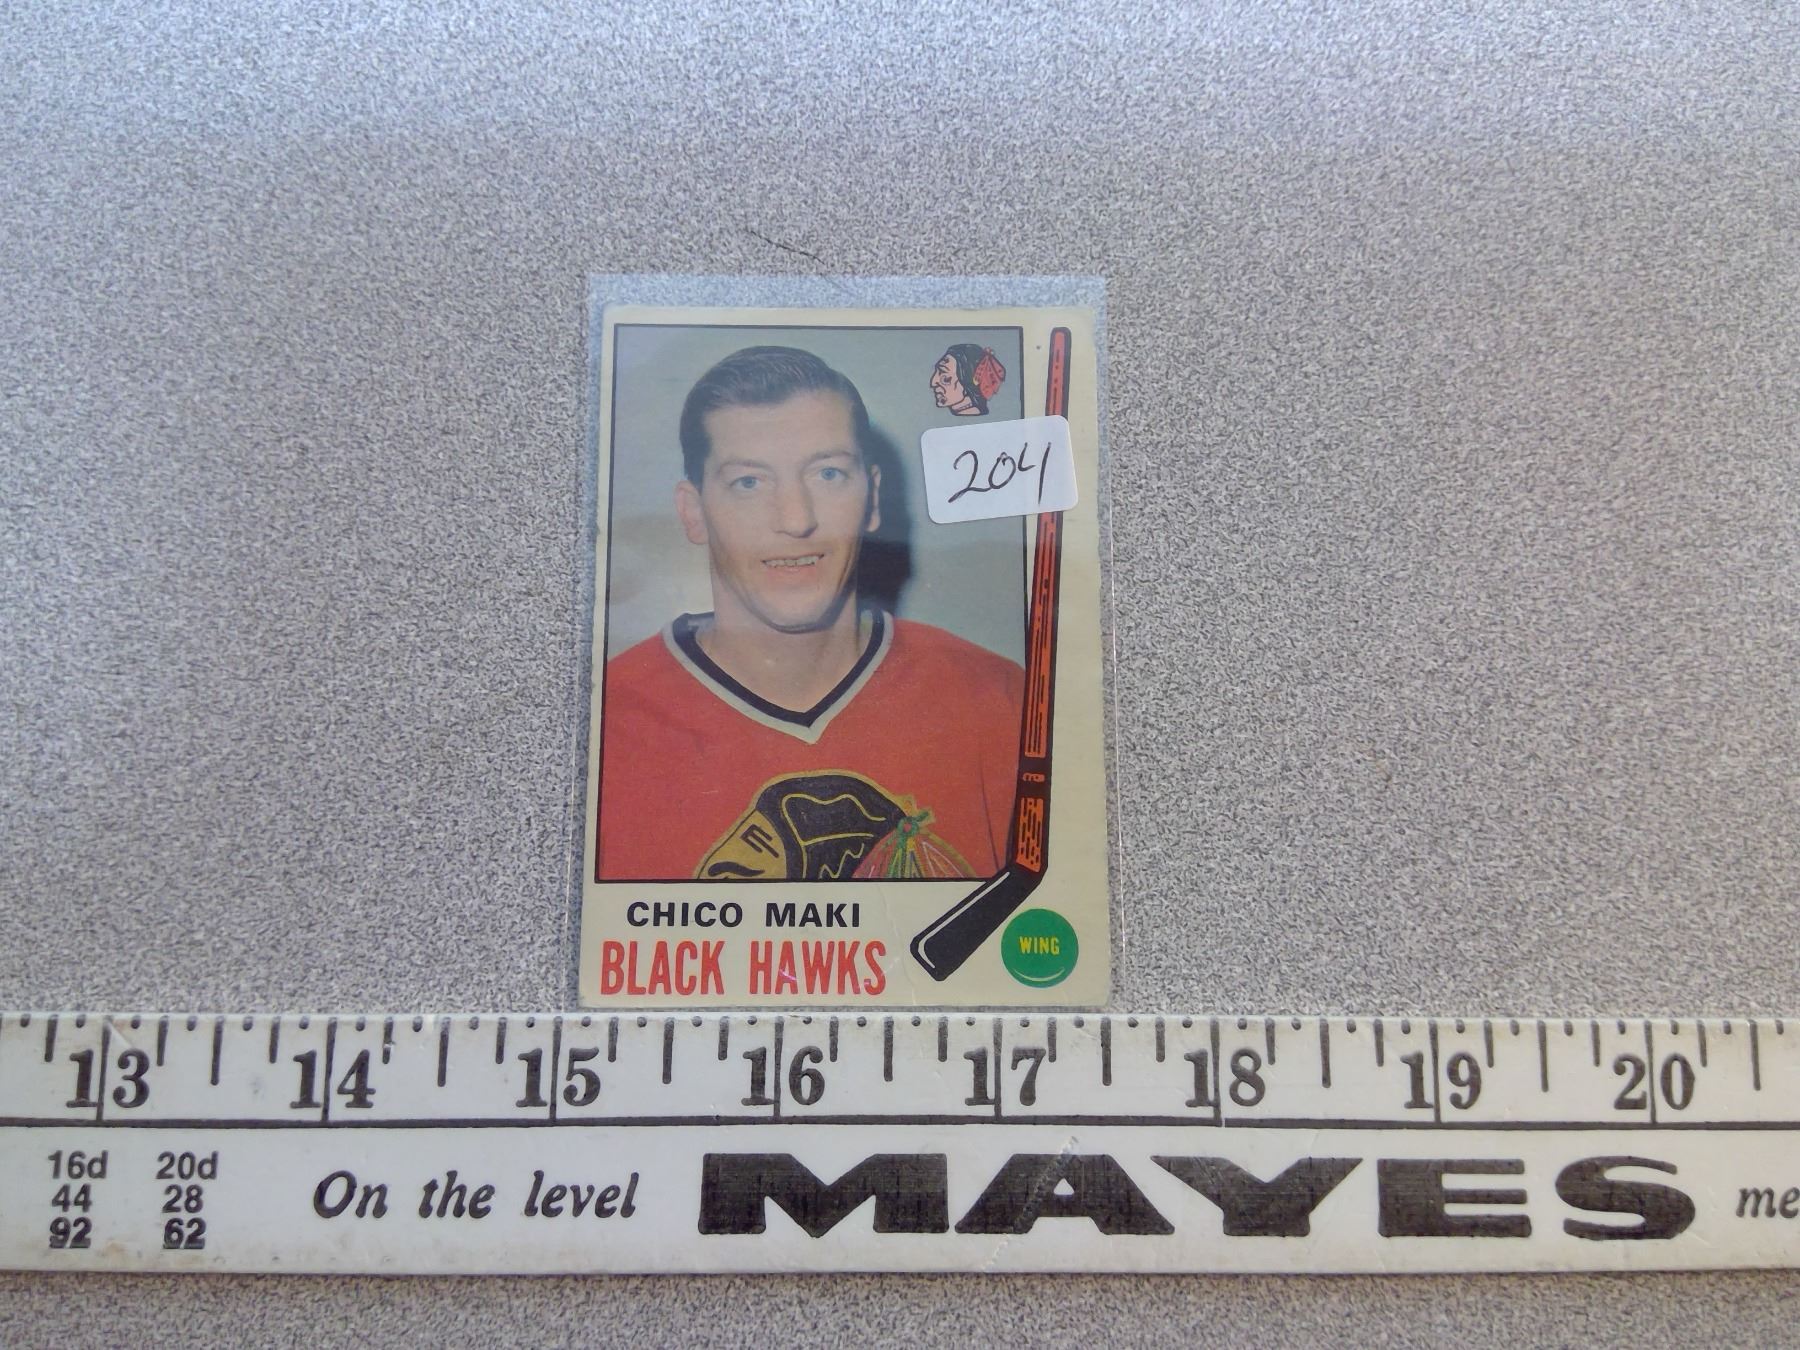 204
CHICO MAKI
BLACK HAWKS
WING
13 14 15 16 17 18 19 20
16d 20d
44 28
92 62
On the level MAYES me